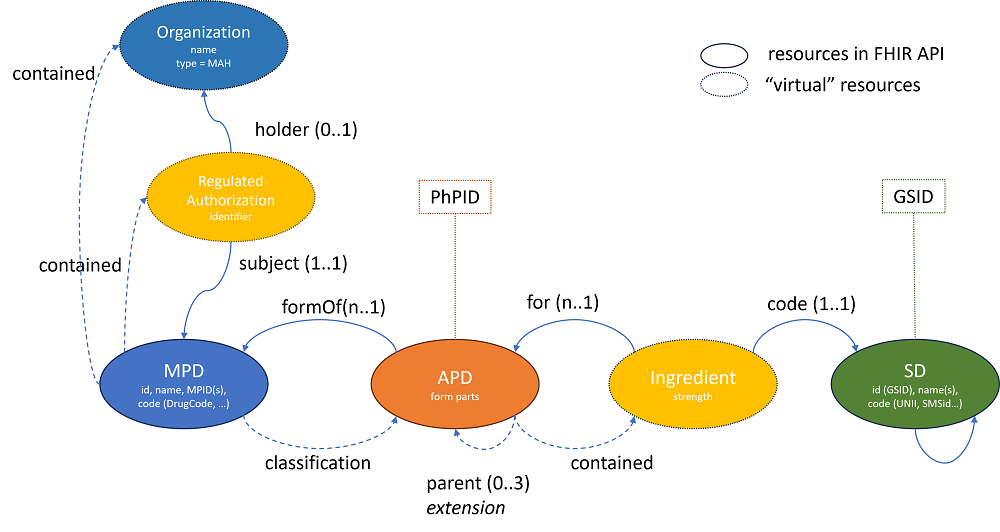 Organization
name
type = MAH
resources in FHIR API
“virtual” resources
contained
holder (0..1)
Regulated
Authorization
identifier
PhPID
GSID
contained
subject (1..1)
formOf(n..1)
for (n..1)
code (1..1)
MPD
id, name, MPID(s),
code (DrugCode, ...)
APD
form parts
Ingredient
strength
SD
id (GSID), name(s),
code (UNII, SMSid...)
classification
parent (0..3)
extension
contained